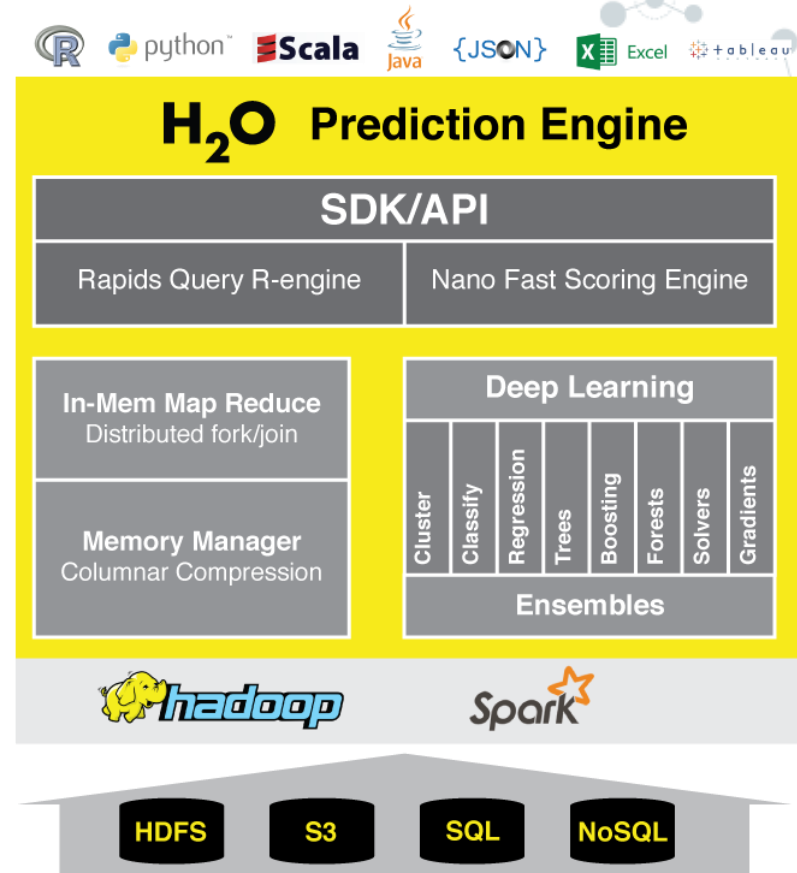 R python™ Scala Java {JSON} X Excel +ableau
H2O Prediction Engine
SDK/API
Rapids Query R-engine
Nano Fast Scoring Engine
In-Mem Map Reduce
Distributed fork/join
Memory Manager
Columnar Compression
Deep Learning
Cluster
Classify
Regression
Trees
Boosting
Forests
Solvers
Gradients
Ensembles
hadoop
Spark
HDFS S3 SQL NoSQL